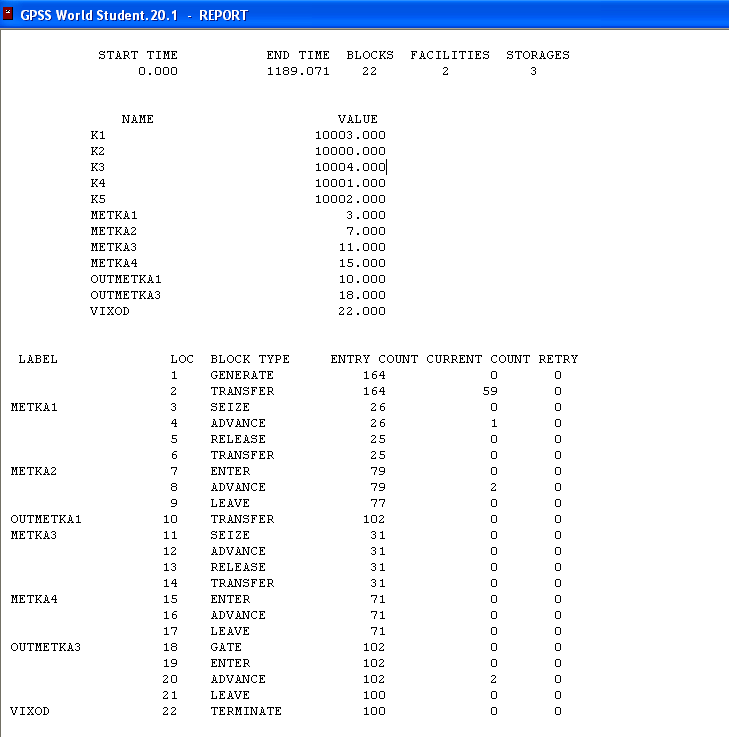 GPSS World Student.20.1 - REPORT
START TIME END TIME BLOCKS FACILITIES STORAGES
0.000 1189.071 22 2 3
NAME VALUE
K1 10003.000
K2 10000.000
K3 10004.000
K4 10001.000
K5 10002.000
METKA1 3.000
METKA2 7.000
METKA3 11.000
METKA4 15.000
OUTMETKA1 10.000
OUTMETKA3 18.000
VIXOD 22.000
LABEL LOC BLOCK TYPE ENTRY COUNT CURRENT COUNT RETRY
1 GENERATE 164 0 0
2 TRANSFER 164 59 0
METKA1 3 SEIZE 26 0 0
4 ADVANCE 26 1 0
5 RELEASE 25 0 0
6 TRANSFER 25 0 0
METKA2 7 ENTER 79 0 0
8 ADVANCE 79 2 0
9 LEAVE 77 0 0
OUTMETKA1 10 TRANSFER 102 0 0
METKA3 11 SEIZE 31 0 0
12 ADVANCE 31 0 0
13 RELEASE 31 0 0
14 TRANSFER 31 0 0
METKA4 15 ENTER 71 0 0
16 ADVANCE 71 0 0
17 LEAVE 71 0 0
OUTMETKA3 18 GATE 102 0 0
19 ENTER 102 0 0
20 ADVANCE 102 2 0
21 LEAVE 100 0 0
VIXOD 22 TERMINATE 100 0 0